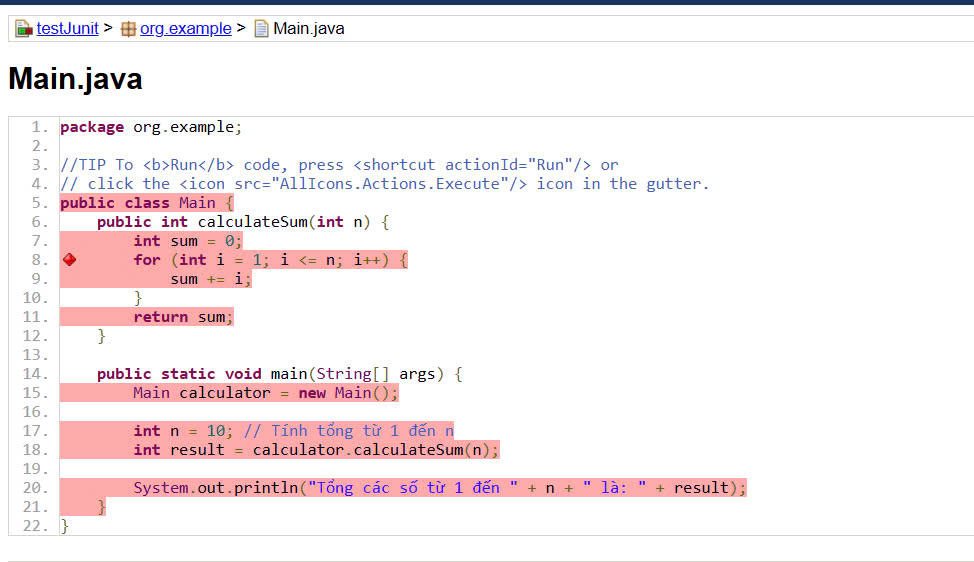 testJunit > org.example > Main.java
Main.java
1. package org.example;
2.
3. //TIP To <b>Run</b> code, press <shortcut actionId="Run"/> or
4. // click the <icon src="AllIcons.Actions.Execute"/> icon in the gutter.
5. public class Main {
6.     public int calculateSum(int n) {
7.         int sum = 0;
8.         for (int i = 1; i <= n; i++) {
9.             sum += i;
10.         }
11.         return sum;
12.     }
13.
14.     public static void main(String[] args) {
15.         Main calculator = new Main();
16.
17.         int n = 10; // Tính tổng từ 1 đến n
18.         int result = calculator.calculateSum(n);
19.
20.         System.out.println("Tổng các số từ 1 đến " + n + " là: " + result);
21.     }
22. }